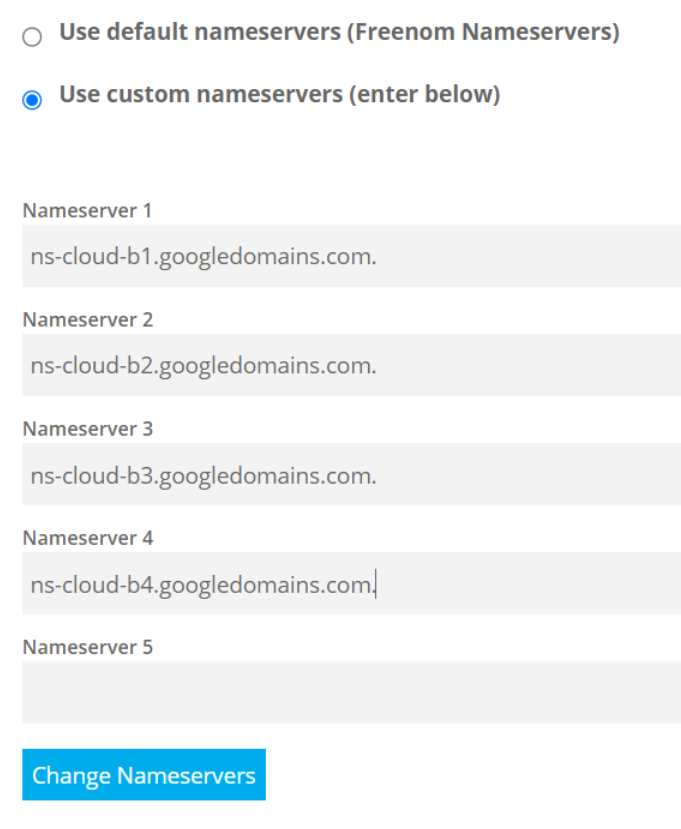 Use default nameservers (Freenom Nameservers)
Use custom nameservers (enter below)
Nameserver 1
ns-cloud-b1.googledomains.com.
Nameserver 2
ns-cloud-b2.googledomains.com.
Nameserver 3
ns-cloud-b3.googledomains.com.
Nameserver 4
ns-cloud-b4.googledomains.com.
Nameserver 5
Change Nameservers